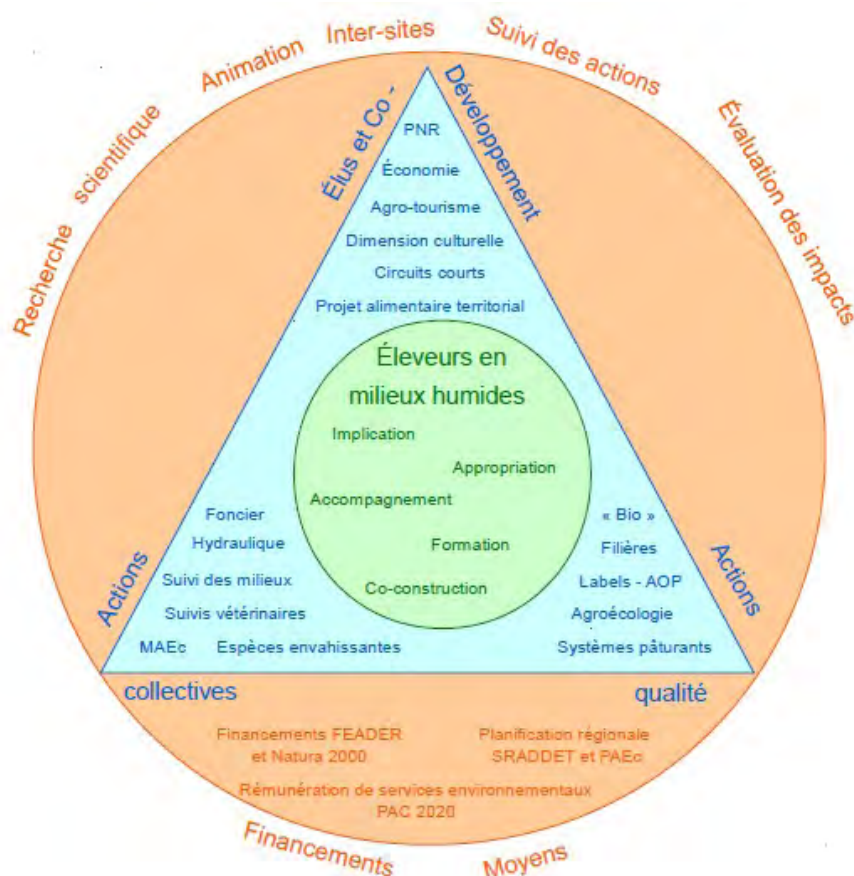 Recherche scientifique
Animation Inter-sites
Suivi des actions
Évaluation des impacts
Élus et Co -
Développement
PNR
Économie
Agro-tourisme
Dimension culturelle
Circuits courts
Projet alimentaire territorial
Éleveurs en
milieux humides
Implication
Appropriation
Accompagnement
Formation
Co-construction
Actions
collectives
Foncier
Hydraulique
Suivi des milieux
Suivis vétérinaires
MAEc Espèces envahissantes
« Bio »
Filières
Labels - AOP
Agroécologie
Systèmes pâturants
Actions
qualité
Financements FEADER
et Natura 2000
Planification régionale
SRADDET et PAEc
Rémunération de services environnementaux
PAC 2020
Financements Moyens